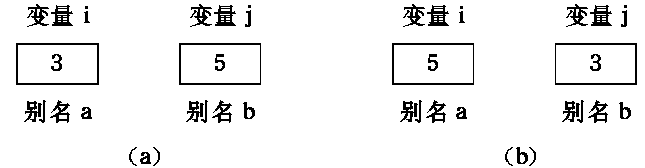 变量 i 变量 j 变量 i 变量 j
3 5 5 3
别名 a 别名 b 别名 a 别名 b
(a) (b)